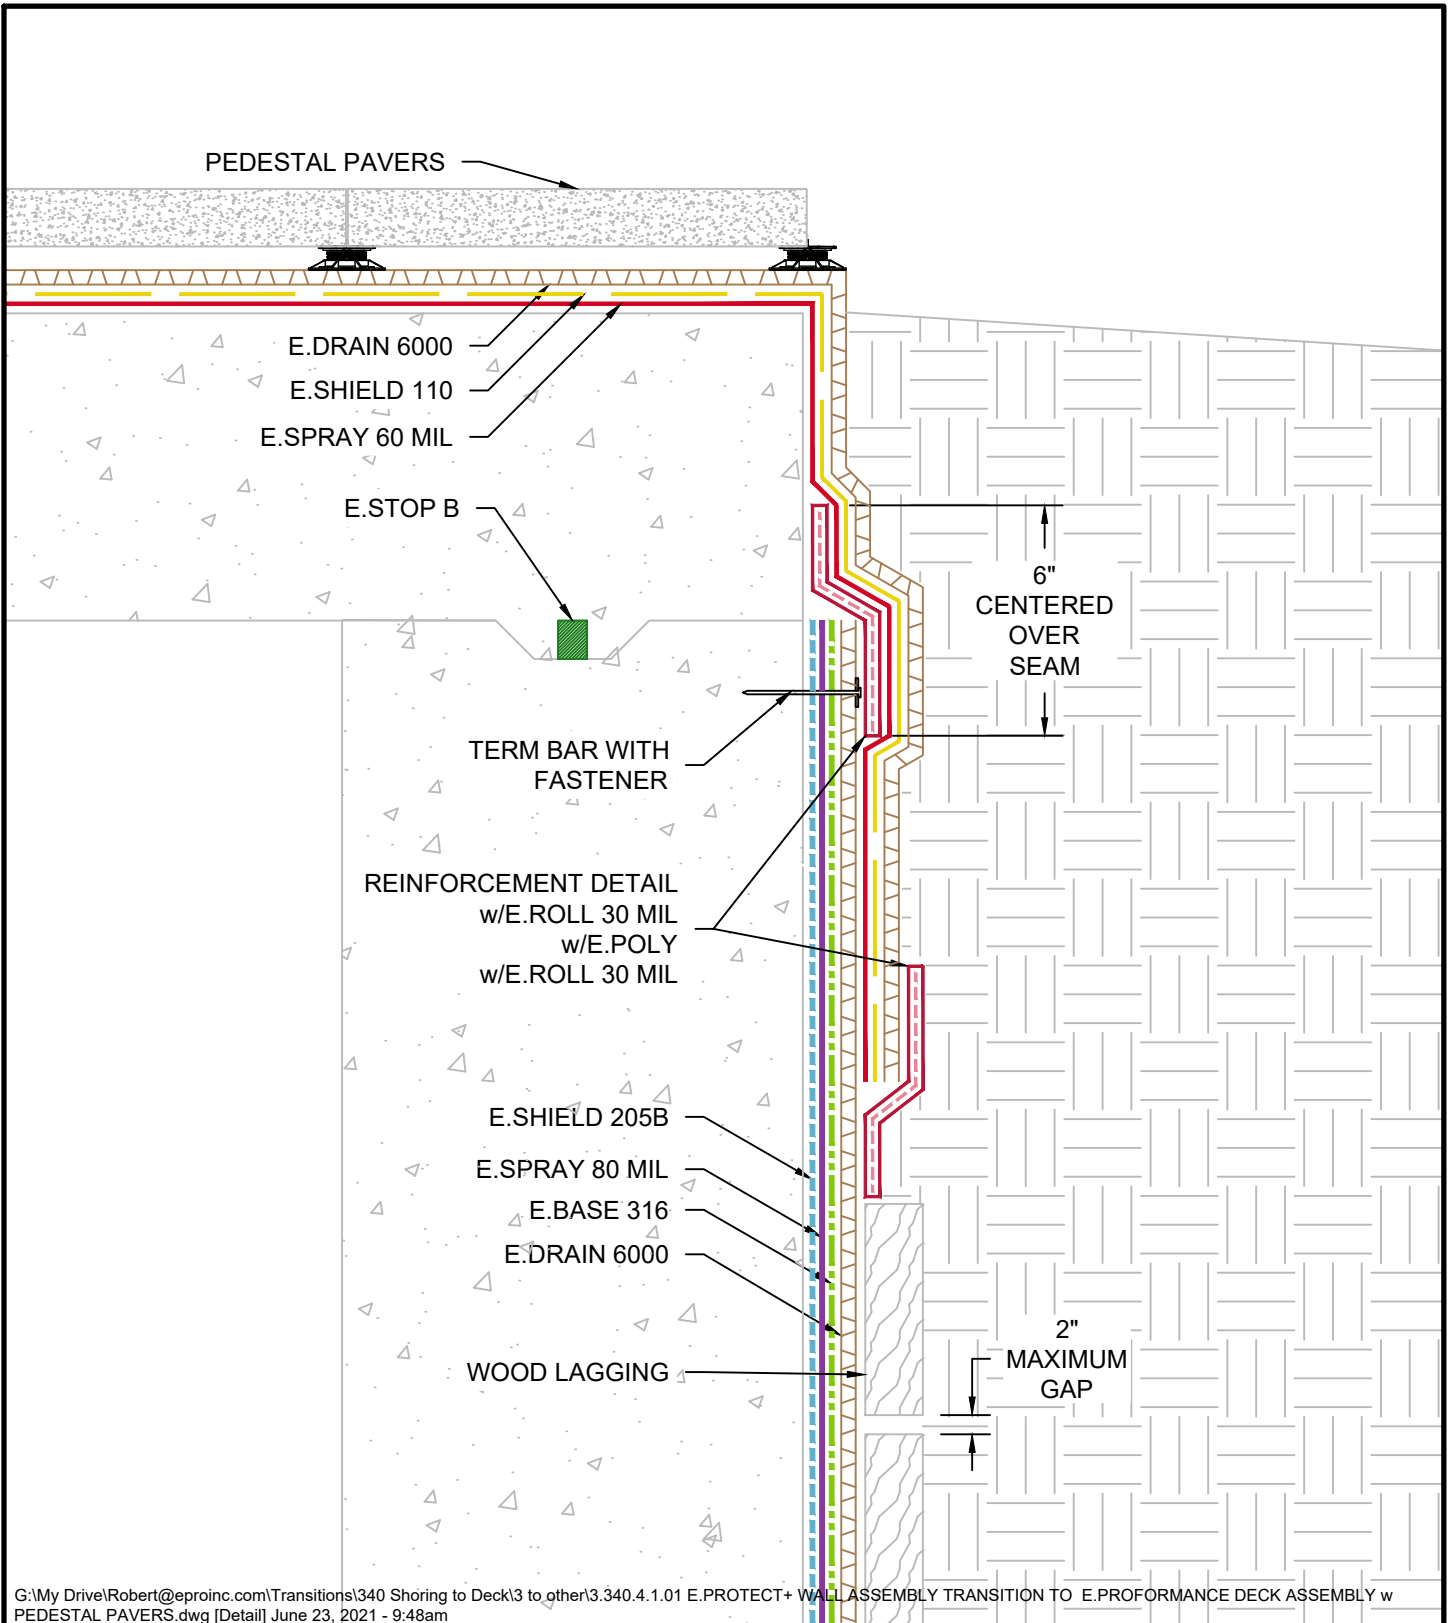 PEDESTAL PAVERS
E.DRAIN 6000
E.SHIELD 110
E.SPRAY 60 MIL
E.STOP B
6"
CENTERED
OVER
SEAM
TERM BAR WITH
FASTENER
REINFORCEMENT DETAIL
w/E.ROLL 30 MIL
w/E.POLY
w/E.ROLL 30 MIL
E.SHIELD 205B
E.SPRAY 80 MIL
E.BASE 316
E.DRAIN 6000
WOOD LAGGING
2"
MAXIMUM
GAP
G:\My Drive\Robert@eproinc.com\Transitions\340 Shoring to Deck\3 to other\3.340.4.1.01 E.PROTECT+ WALL ASSEMBLY TRANSITION TO E.PROFORMANCE DECK ASSEMBLY w
PEDESTAL PAVERS.dwg [Detail] June 23, 2021 - 9:48am